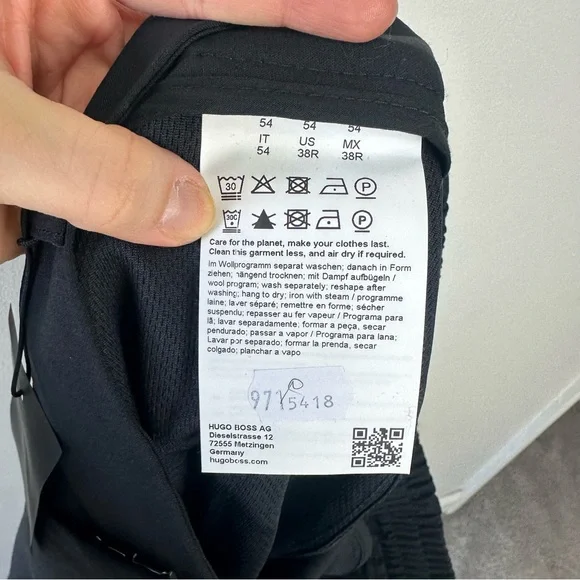 54 54 54
IT US MX
54 38R 38R
30 P
30C P
Care for the planet, make your clothes last.
Clean this garment less, and air dry if required.
im Wollprogramm separat waschen; danach in Form
ziehen; hängend trocknen; mit Dampf aufbügeln /
wool program; wash separately; reshape after
washing; hang to dry; iron with steam / programme
laine; laver séparé; remettre en forme; sécher
suspendu; repasser au fer vapeur / Programa para
lã; lavar separadamente; formar a peça, secar
pendurado; passar a vapor / Programa para lana;
Lavar por separado; formar la prenda, secar
colgado; planchar a vapo
5418
HUGO BOSS AG
Dieselstrasse 12
72555 Metzingen
Germany
hugoboss.com